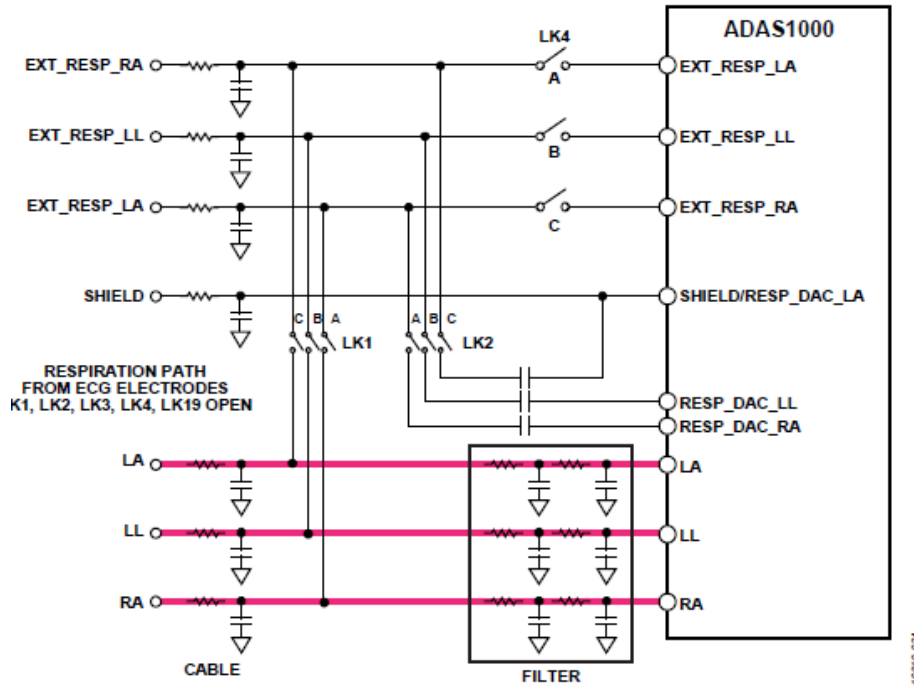 ADAS1000
LK4
EXT_RESP_RA
A
EXT_RESP_LA
EXT_RESP_LL
B
EXT_RESP_LL
EXT_RESP_LA
C
EXT_RESP_RA
SHIELD
SHIELD/RESP_DAC_LA
C B A
LK1
A B C
LK2
RESPIRATION PATH
FROM ECG ELECTRODES
K1, LK2, LK3, LK4, LK19 OPEN
RESP_DAC_LL
RESP_DAC_RA
LA
LA
LL
LL
RA
RA
CABLE
FILTER